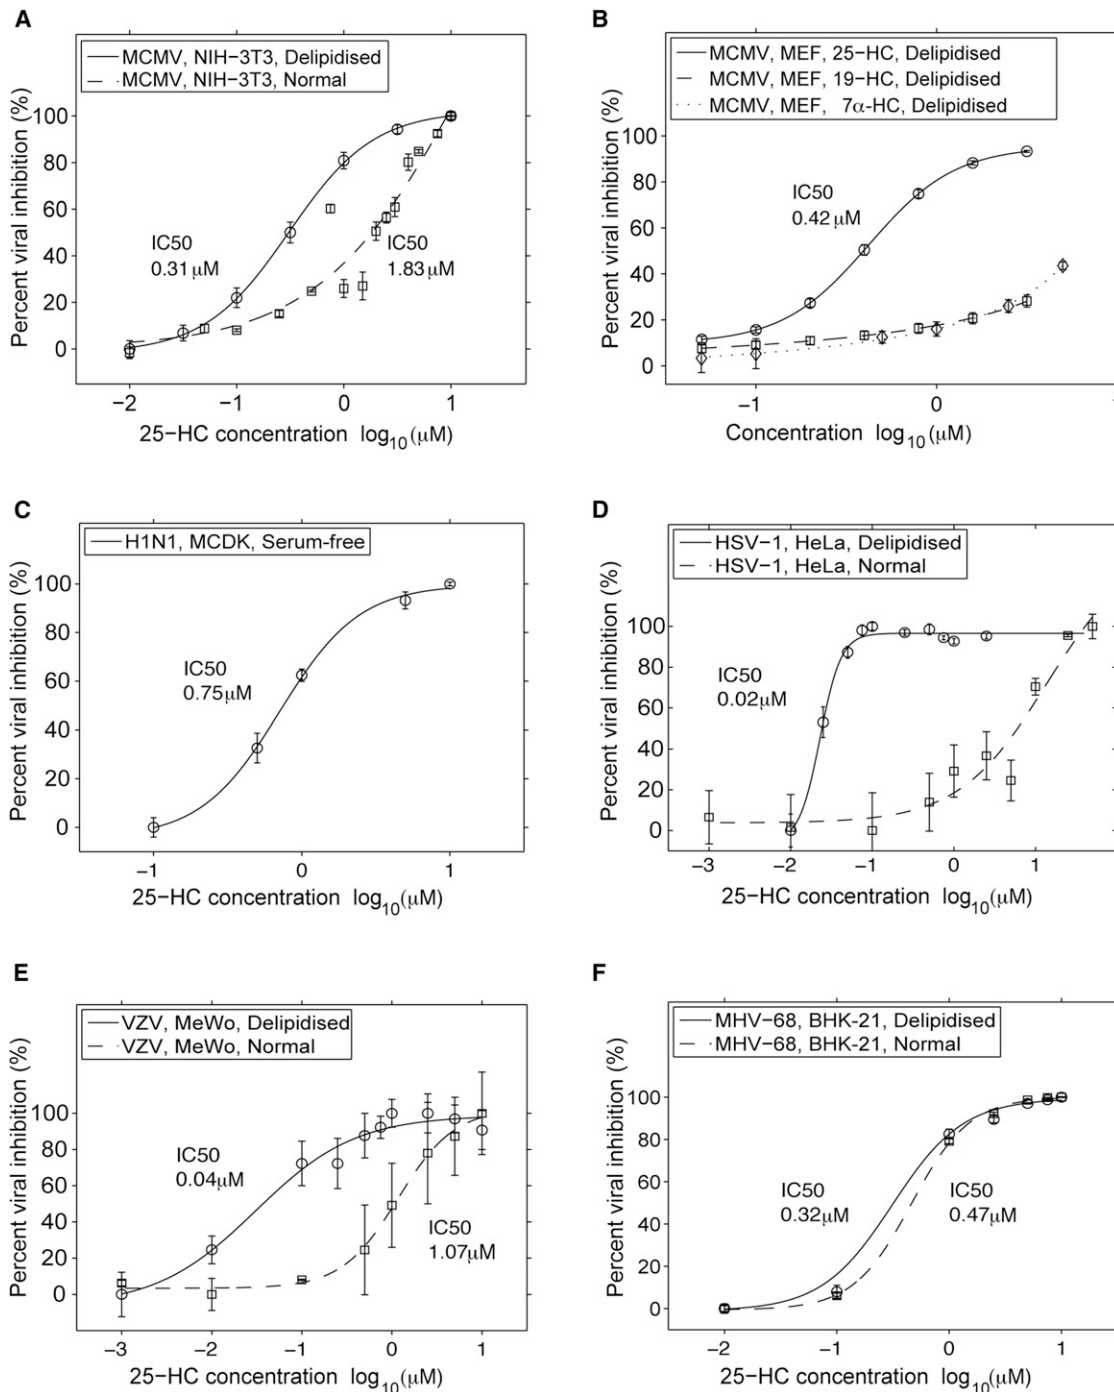 A
MCMV, NIH−3T3, Delipidised
MCMV, NIH−3T3, Normal
Percent viral inhibition (%)
100
80
60
40
20
0
IC50
0.31 μM
IC50
1.83 μM
−2
−1
0
1
25−HC concentration log10(μM)
B
MCMV, MEF, 25−HC, Delipidised
MCMV, MEF, 19−HC, Delipidised
MCMV, MEF, 7α−HC, Delipidised
Percent viral inhibition (%)
100
80
60
40
20
0
IC50
0.42 μM
−1
0
1
Concentration log10(μM)
C
H1N1, MCDK, Serum-free
Percent viral inhibition (%)
100
80
60
40
20
0
IC50
0.75μM
−1
0
1
25−HC concentration log10(μM)
D
HSV−1, HeLa, Delipidised
HSV−1, HeLa, Normal
Percent viral inhibition (%)
100
80
60
40
20
0
IC50
0.02μM
−3
−2
−1
0
1
25−HC concentration log10(μM)
E
VZV, MeWo, Delipidised
VZV, MeWo, Normal
Percent viral inhibition (%)
100
80
60
40
20
0
IC50
0.04μM
IC50
1.07μM
−3
−2
−1
0
1
25−HC concentration log10(μM)
F
MHV−68, BHK-21, Delipidised
MHV−68, BHK-21, Normal
Percent viral inhibition (%)
100
80
60
40
20
0
IC50
0.32μM
IC50
0.47μM
−2
−1
0
1
25−HC concentration log10(μM)